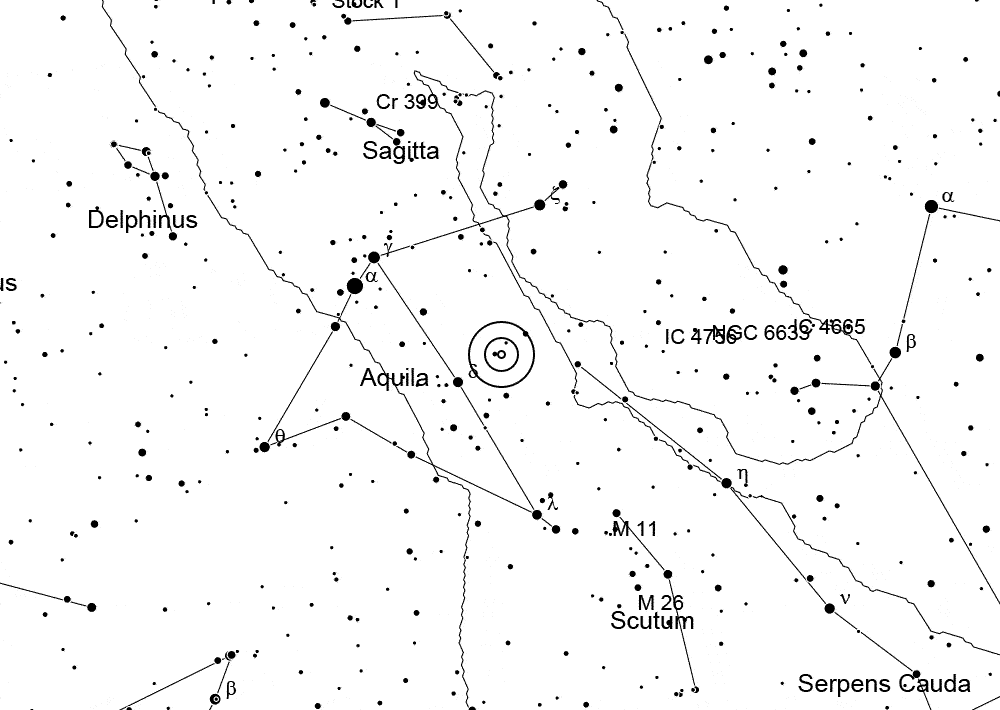 Stock 1
Cr 399
Sagitta
ζ
α
Delphinus
γ
α
us
IC 4756
NGC 6633
IC 4665
β
Aquila
δ
θ
η
λ
M 11
M 26
Scutum
ν
Serpens Cauda
β